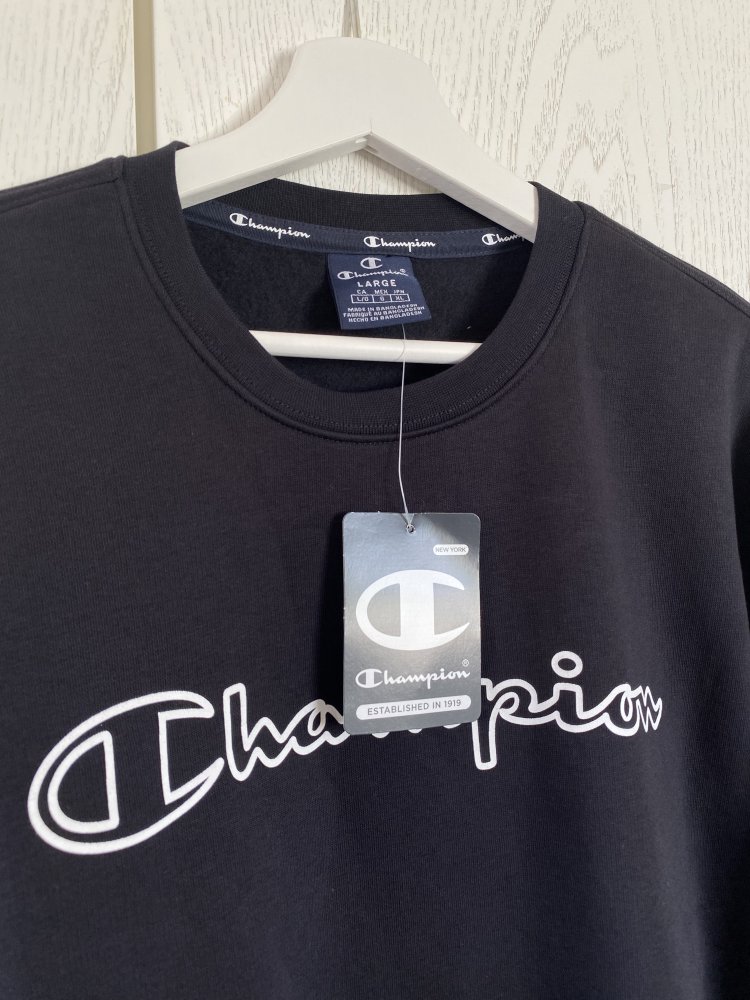 Champion Champion Champion
Champion®
LARGE
CA MEX JPN
L/G G XL
MADE IN BANGLADESH
FABRIQUÉ AU BANGLADESH
HECHO EN BANGLADESH
NEW YORK
Champion®
ESTABLISHED IN 1919
Champion